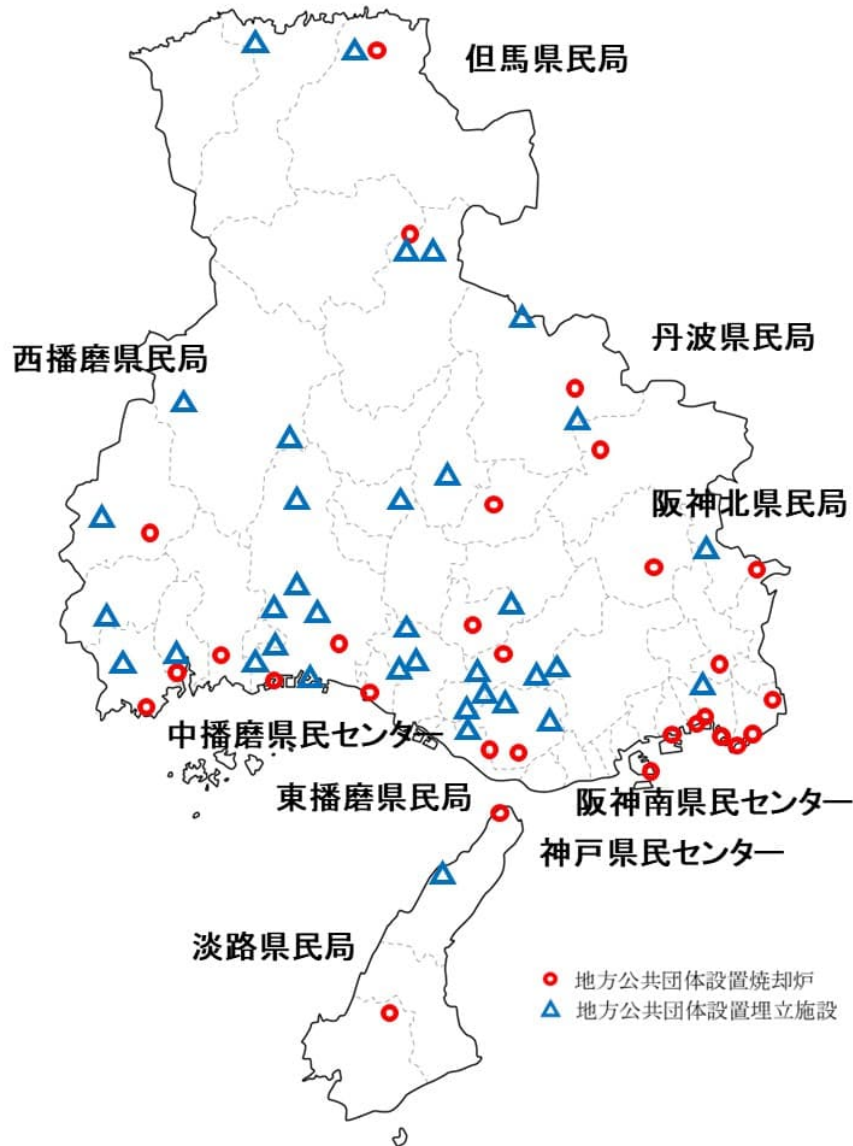 但馬県民局
丹波県民局
西播磨県民局
阪神北県民局
中播磨県民センター
東播磨県民局
阪神南県民センター
神戸県民センター
淡路県民局
地方公共団体設置焼却炉
地方公共団体設置埋立施設